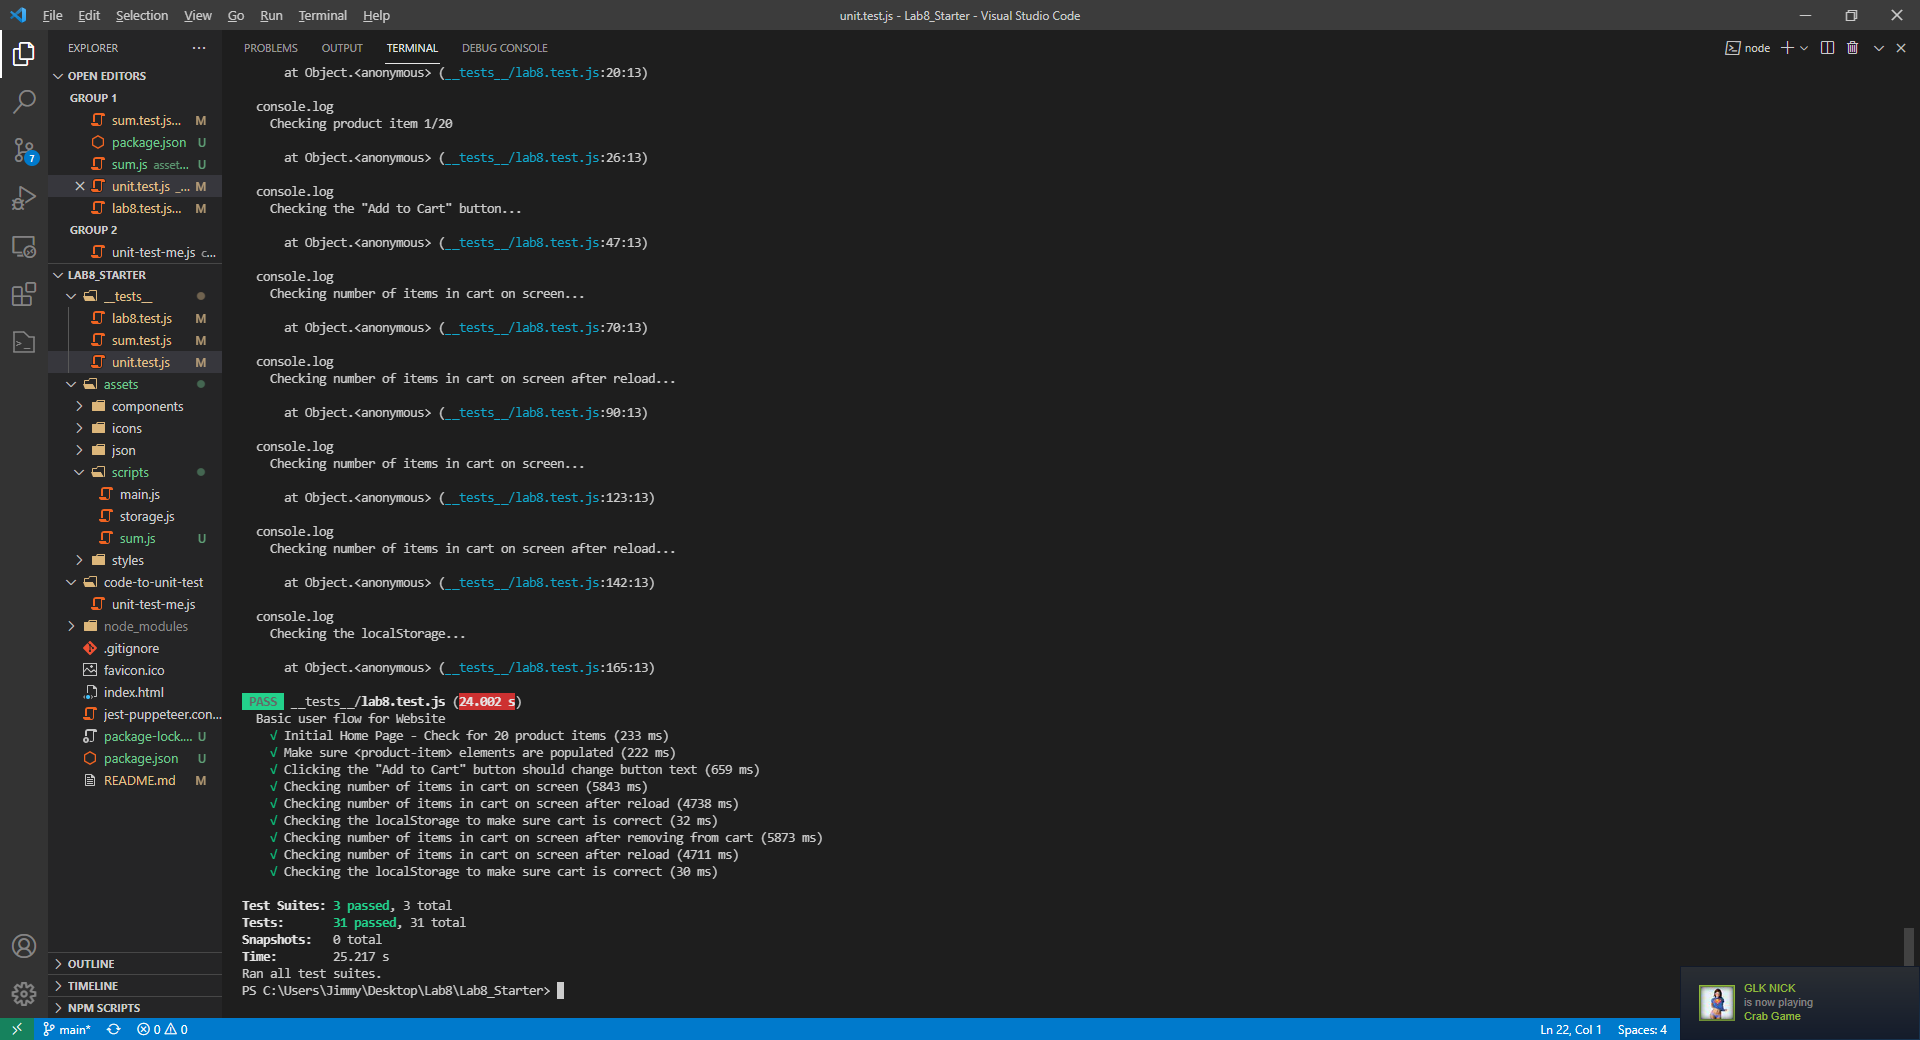 File Edit Selection View Go Run Terminal Help
unit.test.js - Lab8_Starter - Visual Studio Code
EXPLORER
OPEN EDITORS
GROUP 1
sum.test.js... M
package.json U
sum.js asset... U
unit.test.js _... M
lab8.test.js... M
GROUP 2
unit-test-me.js c...
LAB8_STARTER
__tests__
lab8.test.js M
sum.test.js M
unit.test.js M
assets
components
icons
json
scripts
main.js
storage.js
sum.js U
styles
code-to-unit-test
unit-test-me.js
node_modules
.gitignore
favicon.ico
index.html
jest-puppeteer.con...
package-lock.... U
package.json U
README.md M
OUTLINE
TIMELINE
NPM SCRIPTS
7
PROBLEMS OUTPUT TERMINAL DEBUG CONSOLE
node
at Object.<anonymous> (__tests__/lab8.test.js:20:13)
console.log
Checking product item 1/20
at Object.<anonymous> (__tests__/lab8.test.js:26:13)
console.log
Checking the "Add to Cart" button...
at Object.<anonymous> (__tests__/lab8.test.js:47:13)
console.log
Checking number of items in cart on screen...
at Object.<anonymous> (__tests__/lab8.test.js:70:13)
console.log
Checking number of items in cart on screen after reload...
at Object.<anonymous> (__tests__/lab8.test.js:90:13)
console.log
Checking number of items in cart on screen...
at Object.<anonymous> (__tests__/lab8.test.js:123:13)
console.log
Checking number of items in cart on screen after reload...
at Object.<anonymous> (__tests__/lab8.test.js:142:13)
console.log
Checking the localStorage...
at Object.<anonymous> (__tests__/lab8.test.js:165:13)
PASS __tests__/lab8.test.js (24.002 s)
Basic user flow for Website
√ Initial Home Page - Check for 20 product items (233 ms)
√ Make sure <product-item> elements are populated (222 ms)
√ Clicking the "Add to Cart" button should change button text (659 ms)
√ Checking number of items in cart on screen (5843 ms)
√ Checking number of items in cart on screen after reload (4738 ms)
√ Checking the localStorage to make sure cart is correct (32 ms)
√ Checking number of items in cart on screen after removing from cart (5873 ms)
√ Checking number of items in cart on screen after reload (4711 ms)
√ Checking the localStorage to make sure cart is correct (30 ms)
Test Suites: 3 passed, 3 total
Tests: 31 passed, 31 total
Snapshots: 0 total
Time: 25.217 s
Ran all test suites.
PS C:\Users\Jimmy\Desktop\Lab8\Lab8_Starter>
GLK NICK
is now playing
Crab Game
main* 0 0
Ln 22, Col 1 Spaces: 4